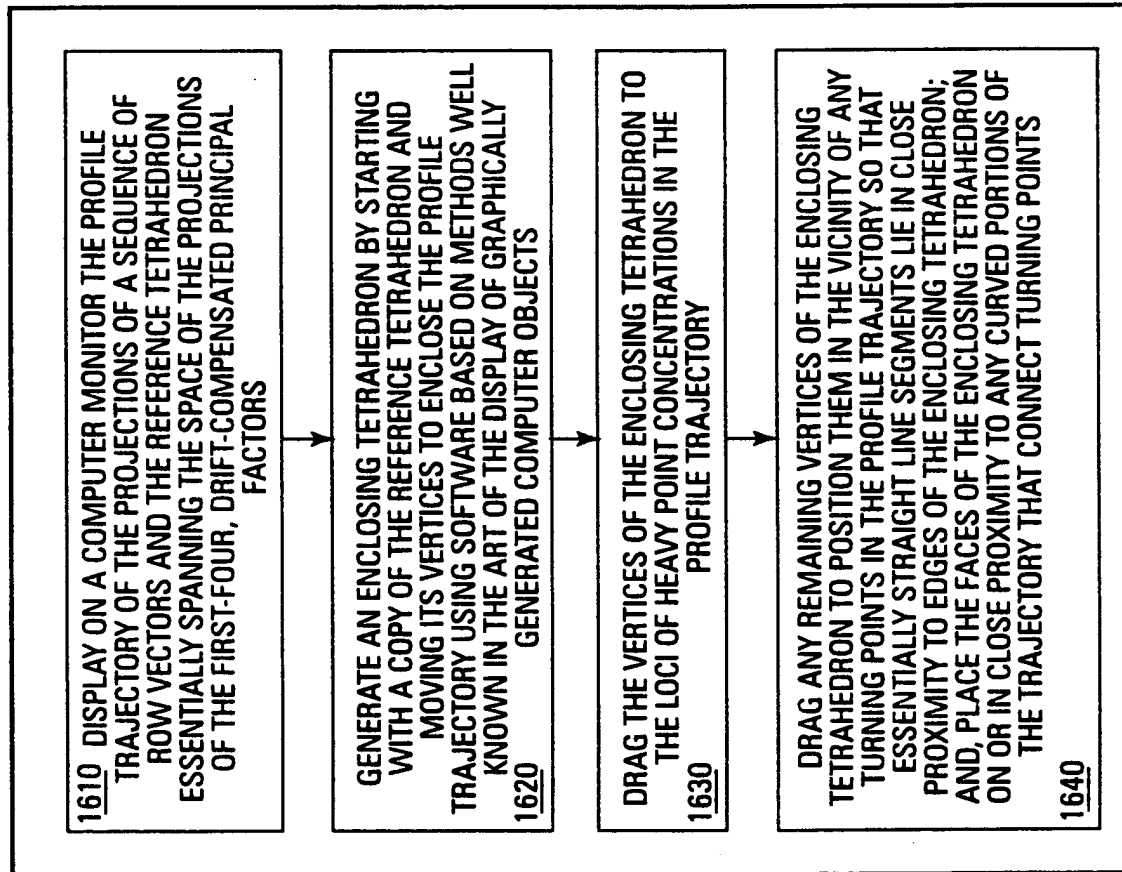 1610 DISPLAY ON A COMPUTER MONITOR THE PROFILE
TRAJECTORY OF THE PROJECTIONS OF A SEQUENCE OF
ROW VECTORS AND THE REFERENCE TETRAHEDRON
ESSENTIALLY SPANNING THE SPACE OF THE PROJECTIONS
OF THE FIRST-FOUR, DRIFT-COMPENSATED PRINCIPAL
FACTORS
GENERATE AN ENCLOSING TETRAHEDRON BY STARTING
WITH A COPY OF THE REFERENCE TETRAHEDRON AND
MOVING ITS VERTICES TO ENCLOSE THE PROFILE
TRAJECTORY USING SOFTWARE BASED ON METHODS WELL
KNOWN IN THE ART OF THE DISPLAY OF GRAPHICALLY
1620 GENERATED COMPUTER OBJECTS
DRAG THE VERTICES OF THE ENCLOSING TETRAHEDRON TO
THE LOCI OF HEAVY POINT CONCENTRATIONS IN THE
1630 PROFILE TRAJECTORY
DRAG ANY REMAINING VERTICES OF THE ENCLOSING
TETRAHEDRON TO POSITION THEM IN THE VICINITY OF ANY
TURNING POINTS IN THE PROFILE TRAJECTORY SO THAT
ESSENTIALLY STRAIGHT LINE SEGMENTS LIE IN CLOSE
PROXIMITY TO EDGES OF THE ENCLOSING TETRAHEDRON;
AND, PLACE THE FACES OF THE ENCLOSING TETRAHEDRON
ON OR IN CLOSE PROXIMITY TO ANY CURVED PORTIONS OF
1640 THE TRAJECTORY THAT CONNECT TURNING POINTS